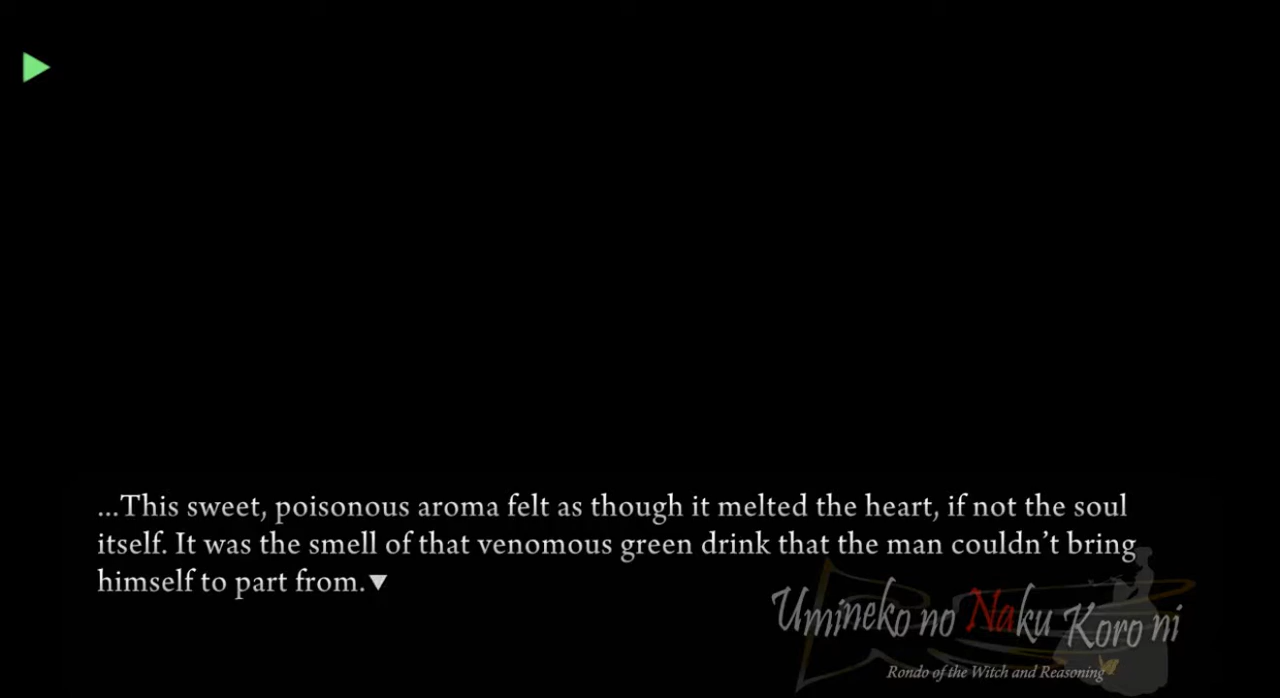 ...This sweet, poisonous aroma felt as though it melted the heart, if not the soul
itself. It was the smell of that venomous green drink that the man couldn't bring
himself to part from.▼
Umineko no Naku Koro ni
Rondo of the Witch and Reasoning